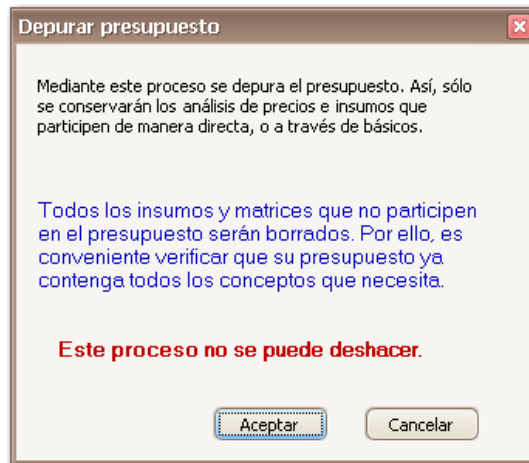 Depurar presupuesto
Mediante este proceso se depura el presupuesto. Así, sólo
se conservarán los análisis de precios e insumos que
participen de manera directa, o a través de básicos.
Todos los insumos y matrices que no participen
en el presupuesto serán borrados. Por ello, es
conveniente verificar que su presupuesto ya
contenga todos los conceptos que necesita.
Este proceso no se puede deshacer.
Aceptar
Cancelar